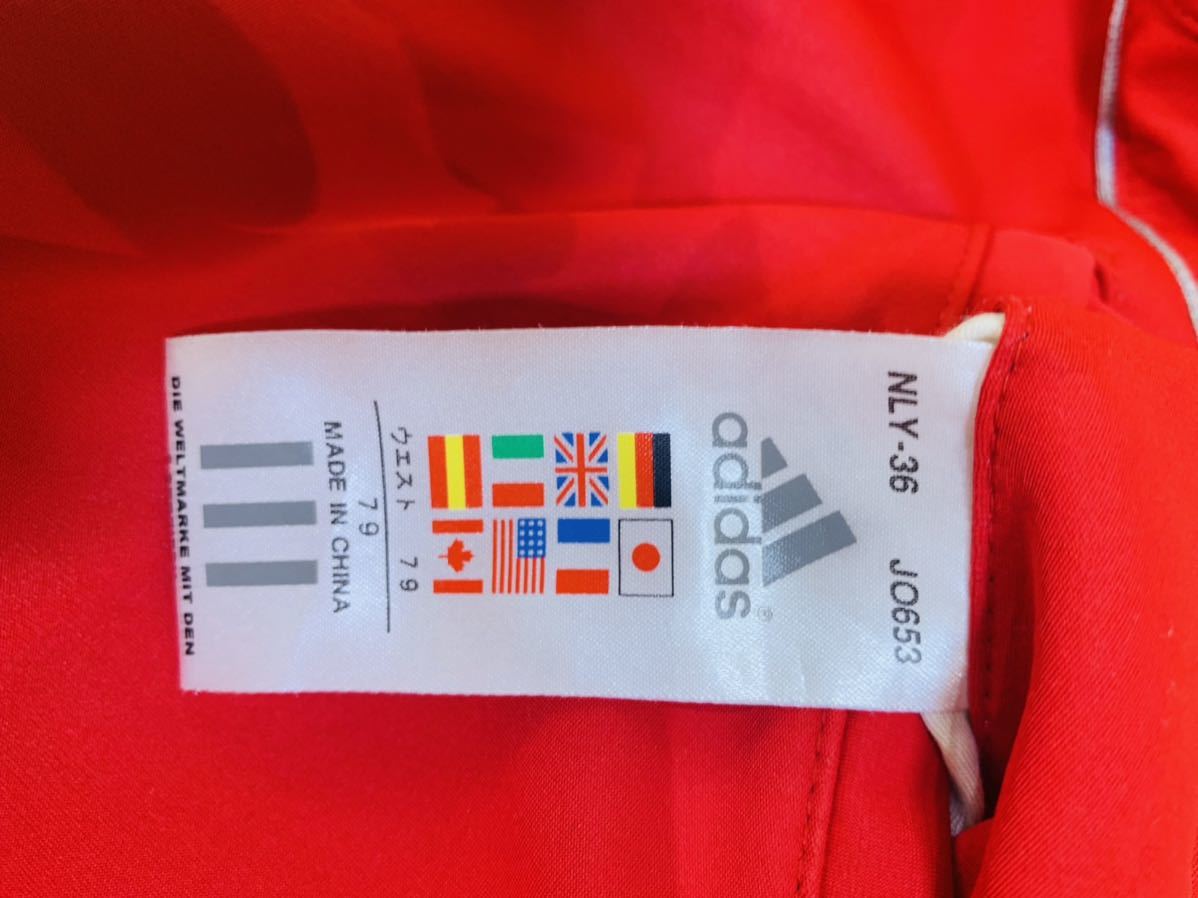 NLY-36 JO653
adidas®
ウエスト 79
79
MADE IN CHINA
DIE WELTMARKE MIT DEN